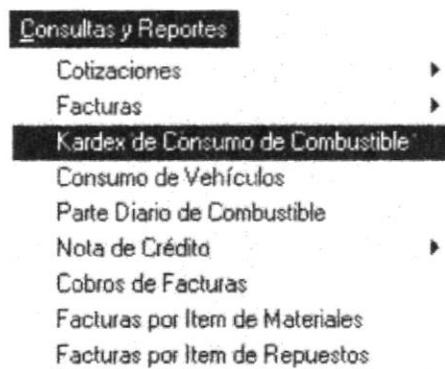 Consultas y Reportes
Cotizaciones
Facturas
Kardex de Consumo de Combustible
Consumo de Vehículos
Parte Diario de Combustible
Nota de Crédito
Cobros de Facturas
Facturas por Item de Materiales
Facturas por Item de Repuestos